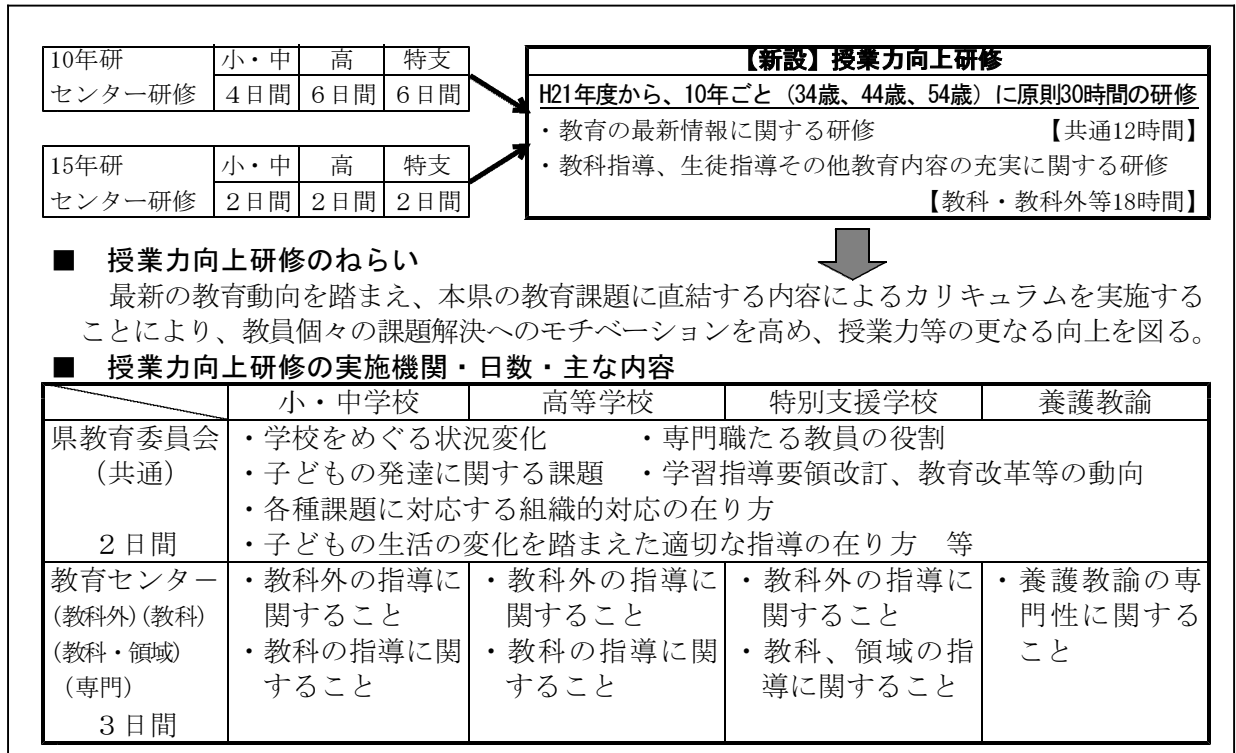 10年研 小・中 高 特支
センター研修 4日間 6日間 6日間
15年研 小・中 高 特支
センター研修 2日間 2日間 2日間
【新設】授業力向上研修
H21年度から、10年ごと（34歳、44歳、54歳）に原則30時間の研修
・教育の最新情報に関する研修 【共通12時間】
・教科指導、生徒指導その他教育内容の充実に関する研修
【教科・教科外等18時間】
■ 授業力向上研修のねらい
最新の教育動向を踏まえ、本県の教育課題に直結する内容によるカリキュラムを実施する
ことにより、教員個々の課題解決へのモチベーションを高め、授業力等の更なる向上を図る。
■ 授業力向上研修の実施機関・日数・主な内容
小・中学校 高等学校 特別支援学校 養護教諭
県教育委員会
(共通)
2日間
・学校をめぐる状況変化 ・専門職たる教員の役割
・子どもの発達に関する課題 ・学習指導要領改訂、教育改革等の動向
・各種課題に対応する組織的対応の在り方
・子どもの生活の変化を踏まえた適切な指導の在り方 等
教育センター
(教科外)(教科)
(教科・領域)
(専門)
3日間
・教科外の指導に
関すること
・教科の指導に関
すること
・教科外の指導に
関すること
・教科の指導に関
すること
・教科外の指導に
関すること
・教科、領域の指
導に関すること
・養護教諭の専
門性に関する
こと